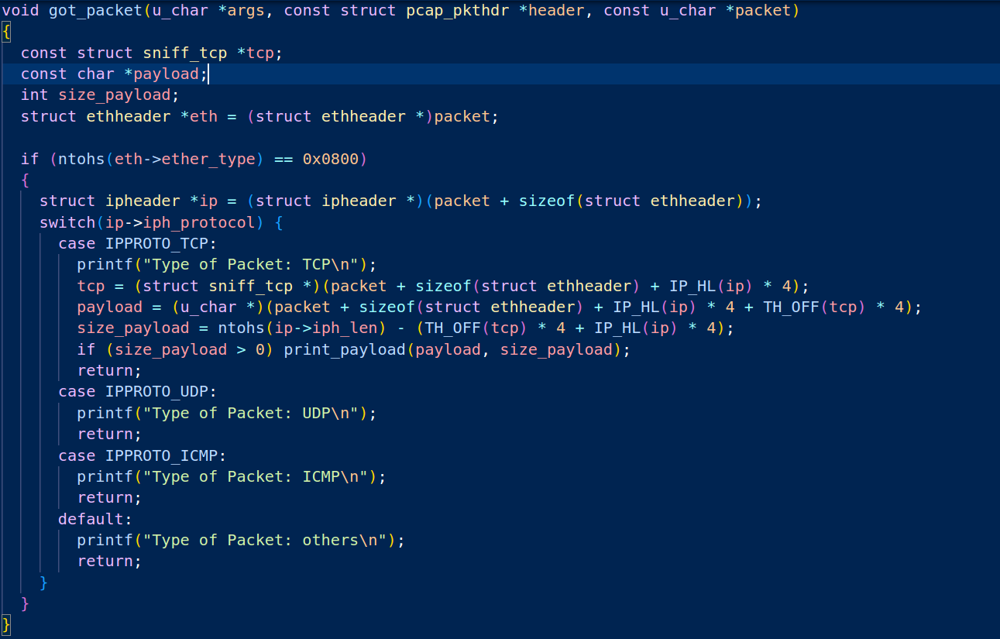 void got_packet(u_char *args, const struct pcap_pkthdr *header, const u_char *packet)
{
  const struct sniff_tcp *tcp;
  const char *payload;
  int size_payload;
  struct ethheader *eth = (struct ethheader *)packet;

  if (ntohs(eth->ether_type) == 0x0800)
  {
    struct ipheader *ip = (struct ipheader *)(packet + sizeof(struct ethheader));
    switch(ip->iph_protocol) {
      case IPPROTO_TCP:
        printf("Type of Packet: TCP\n");
        tcp = (struct sniff_tcp *)(packet + sizeof(struct ethheader) + IP_HL(ip) * 4);
        payload = (u_char *)(packet + sizeof(struct ethheader) + IP_HL(ip) * 4 + TH_OFF(tcp) * 4);
        size_payload = ntohs(ip->iph_len) - (TH_OFF(tcp) * 4 + IP_HL(ip) * 4);
        if (size_payload > 0) print_payload(payload, size_payload);
        return;
      case IPPROTO_UDP:
        printf("Type of Packet: UDP\n");
        return;
      case IPPROTO_ICMP:
        printf("Type of Packet: ICMP\n");
        return;
      default:
        printf("Type of Packet: others\n");
        return;
    }
  }
}